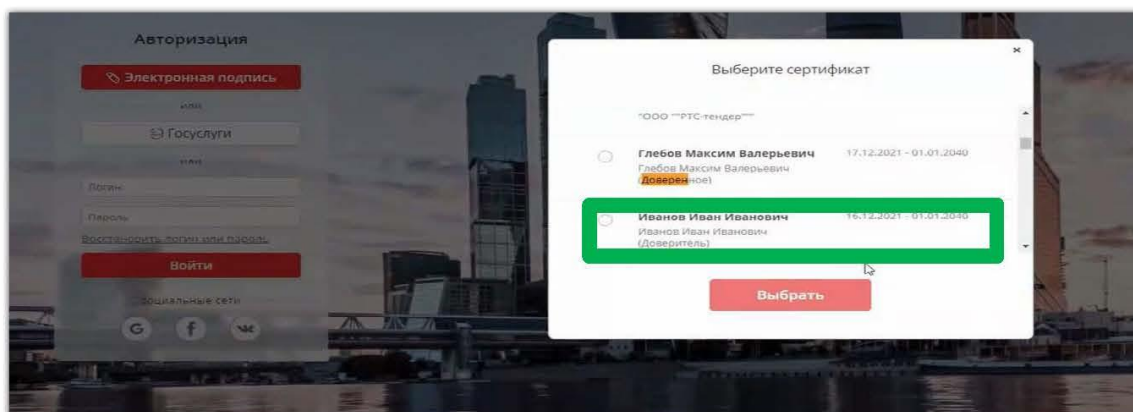 Авторизация
Электронная подпись
или
Госуслуги
или
Логин
Пароль
Восстановить логин или пароль
Войти
социальные сети
Выберите сертификат
"ООО ""РТС-тендер"""
Глебов Максим Валерьевич 17.12.2021 - 01.01.2040
Глебов Максим Валерьевич
(Доверенное)
Иванов Иван Иванович 16.12.2021 - 01.01.2040
Иванов Иван Иванович
(Доверитель)
Выбрать